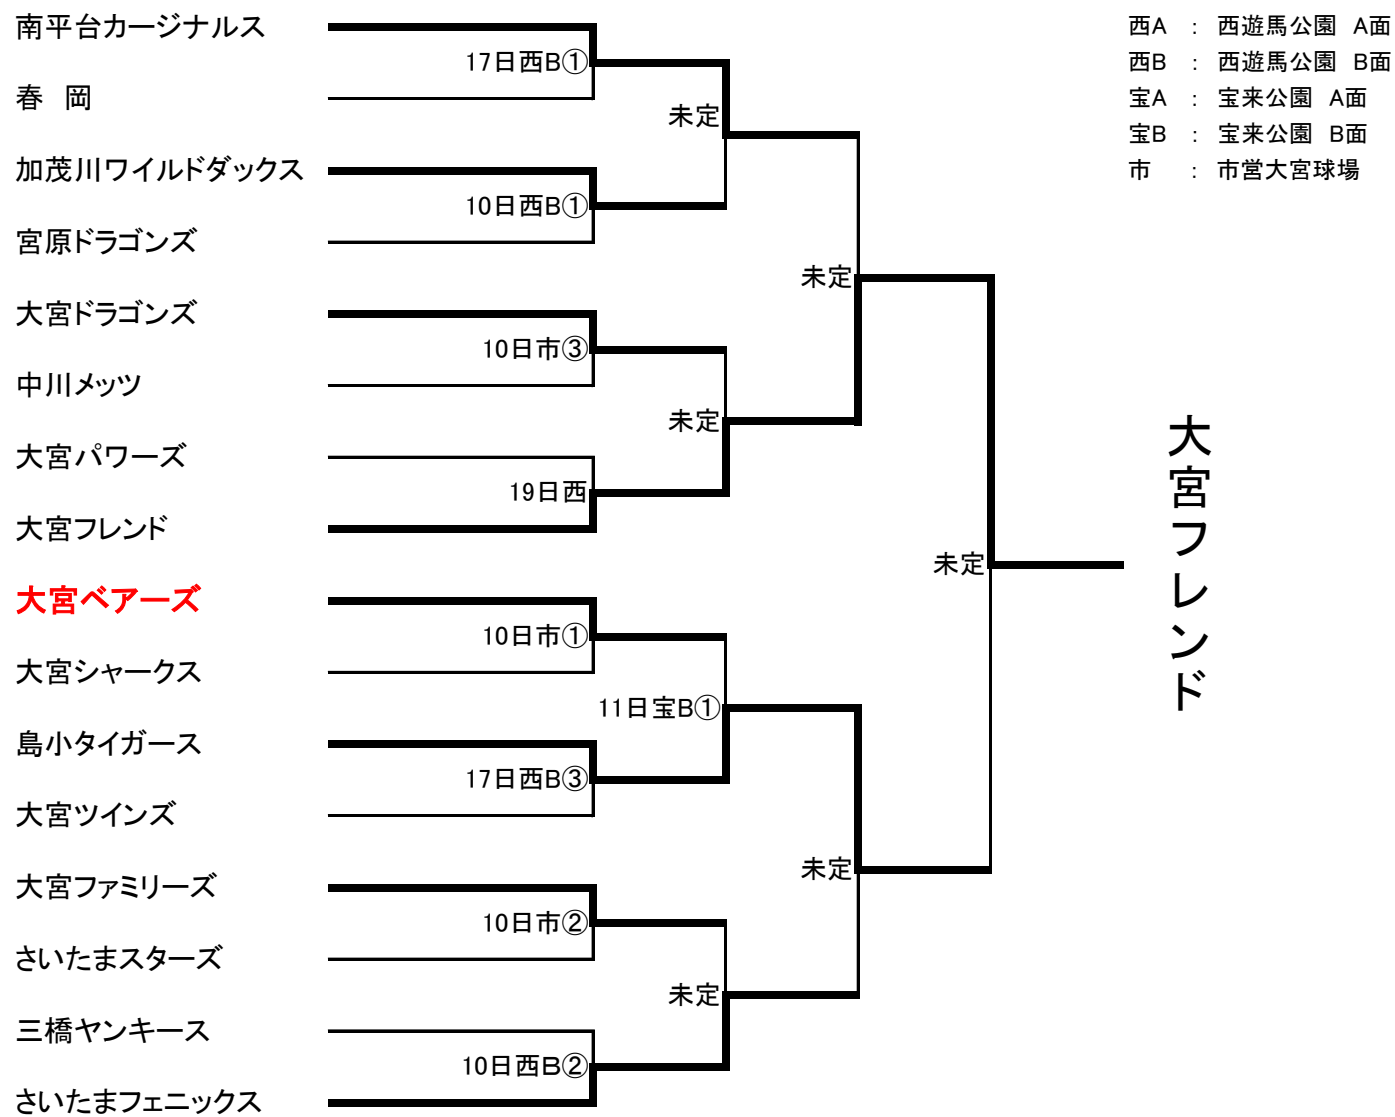 南平台カージナルス
17日西B①
春　岡
未定
加茂川ワイルドダックス
10日西B①
宮原ドラゴンズ
未定
大宮ドラゴンズ
10日市③
中川メッツ
未定
大宮パワーズ
19日西
大宮フレンド
未定
大宮ベアーズ
10日市①
大宮シャークス
11日宝B①
島小タイガース
17日西B③
大宮ツインズ
未定
大宮ファミリーズ
10日市②
さいたまスターズ
未定
三橋ヤンキース
10日西B②
さいたまフェニックス
大宮フレンド
西A　：　西遊馬公園　A面
西B　：　西遊馬公園　B面
宝A　：　宝来公園　A面
宝B　：　宝来公園　B面
市　：　市営大宮球場